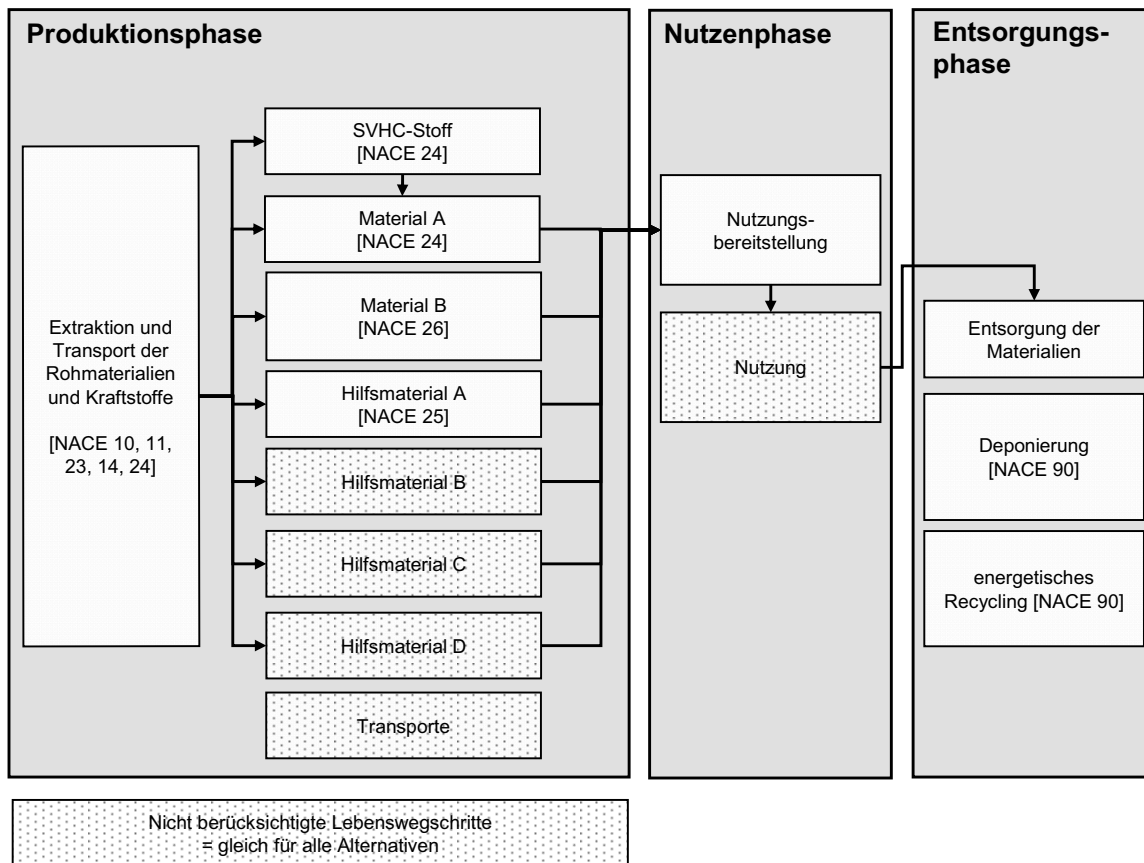 Produktionsphase
Extraktion und
Transport der
Rohmaterialien
und Kraftstoffe
[NACE 10, 11,
23, 14, 24]
SVHC-Stoff
[NACE 24]
Material A
[NACE 24]
Material B
[NACE 26]
Hilfsmaterial A
[NACE 25]
Hilfsmaterial B
Hilfsmaterial C
Hilfsmaterial D
Transporte
Nutzenphase
Nutzungs-
bereitstellung
Nutzung
Entsorgungs-
phase
Entsorgung der
Materialien
Deponierung
[NACE 90]
energetisches
Recycling [NACE 90]
Nicht berücksichtigte Lebenswegschritte
= gleich für alle Alternativen